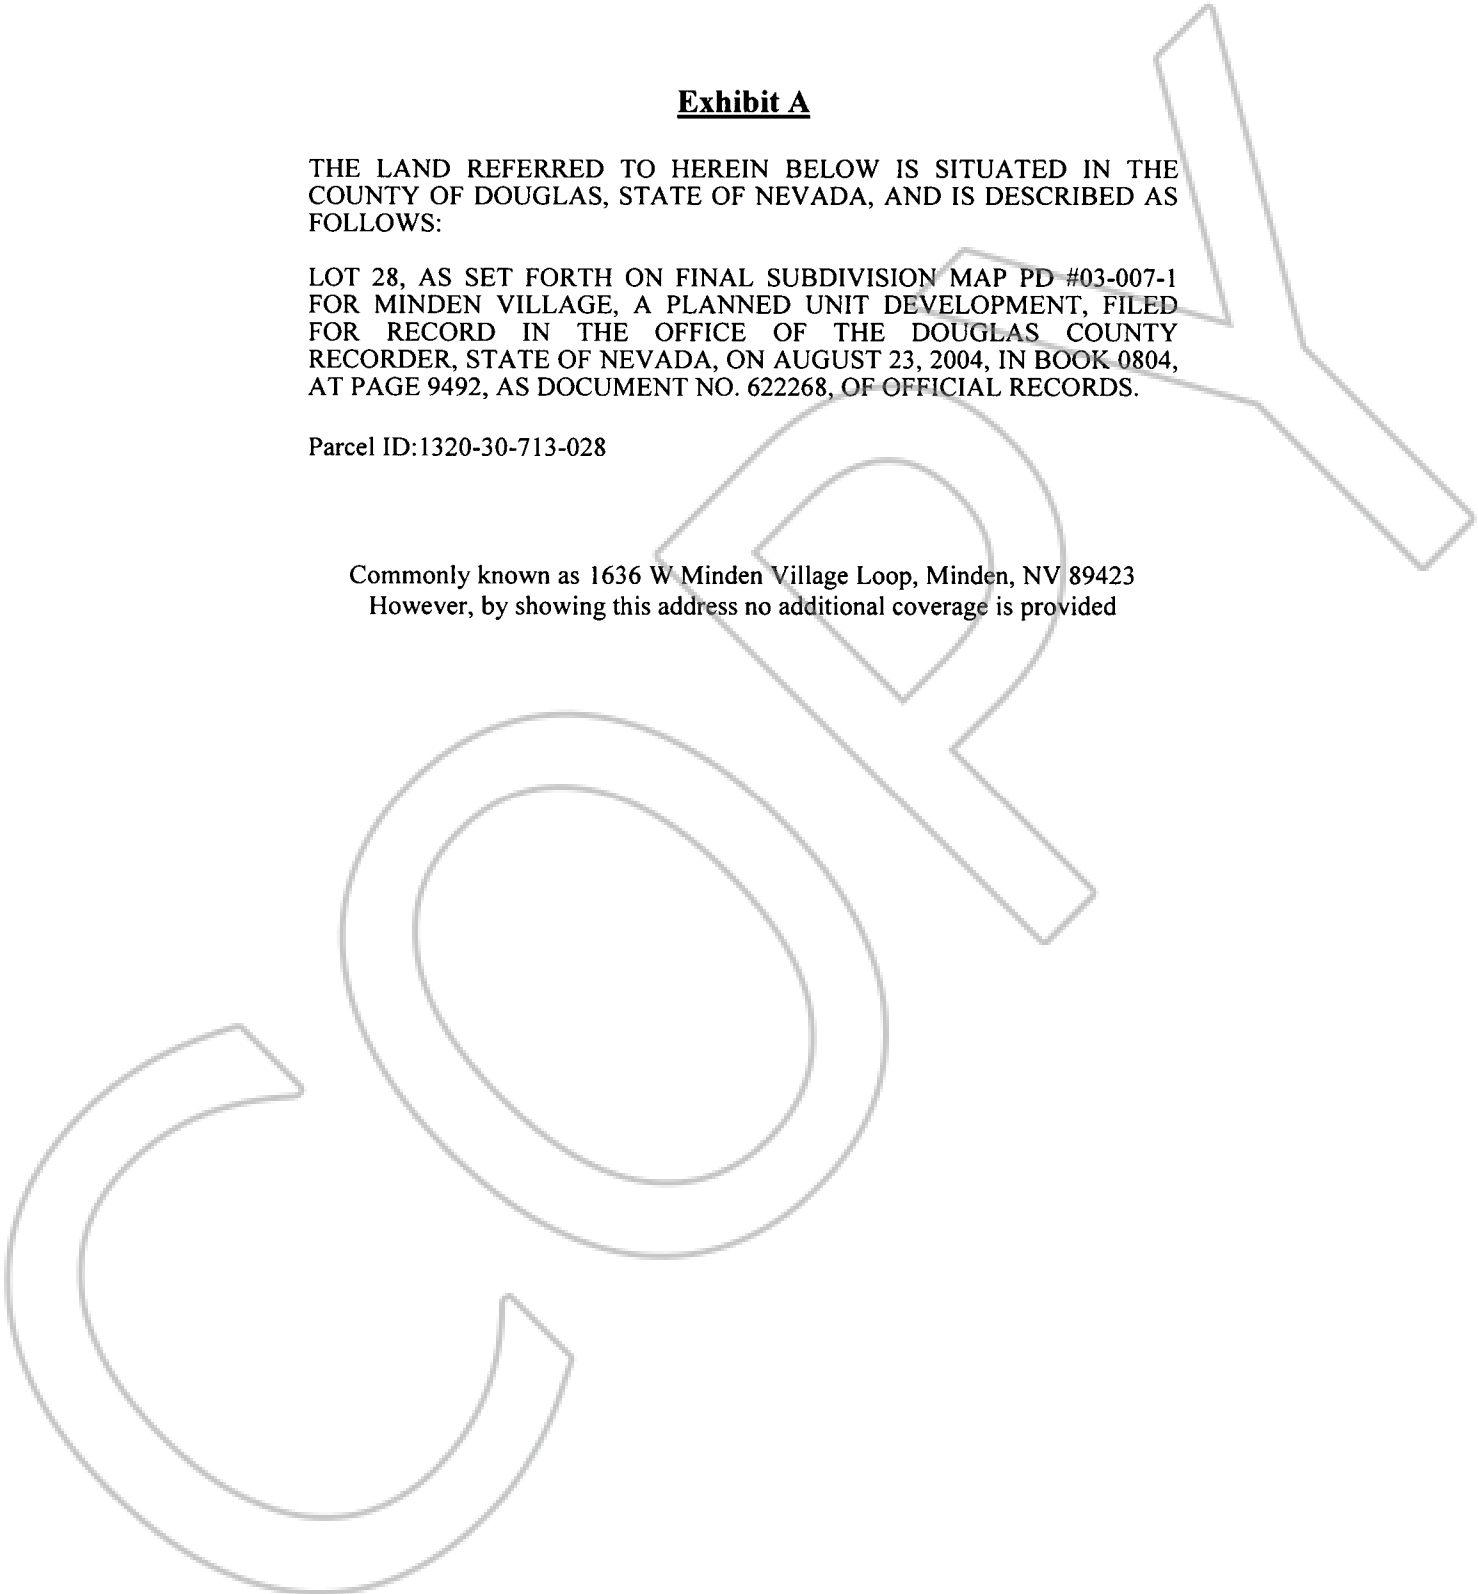 Exhibit A
THE LAND REFERRED TO HEREIN BELOW IS SITUATED IN THE
COUNTY OF DOUGLAS, STATE OF NEVADA, AND IS DESCRIBED AS
FOLLOWS:
LOT 28, AS SET FORTH ON FINAL SUBDIVISION MAP PD #03-007-1
FOR MINDEN VILLAGE, A PLANNED UNIT DEVELOPMENT, FILED
FOR RECORD IN THE OFFICE OF THE DOUGLAS COUNTY
RECORDER, STATE OF NEVADA, ON AUGUST 23, 2004, IN BOOK 0804,
AT PAGE 9492, AS DOCUMENT NO. 622268, OF OFFICIAL RECORDS.
Parcel ID:1320-30-713-028
Commonly known as 1636 W Minden Village Loop, Minden, NV 89423
However, by showing this address no additional coverage is provided
COPY